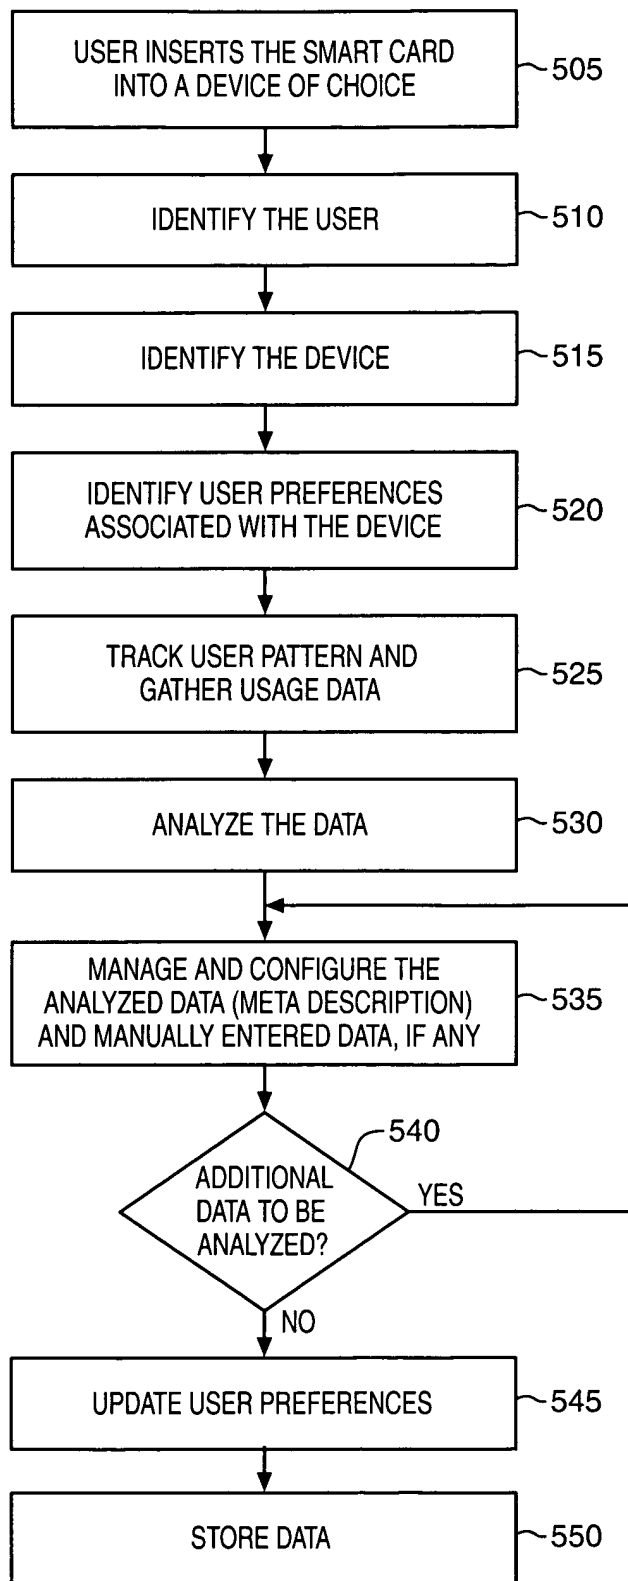 USER INSERTS THE SMART CARD
INTO A DEVICE OF CHOICE
505
IDENTIFY THE USER
510
IDENTIFY THE DEVICE
515
IDENTIFY USER PREFERENCES
ASSOCIATED WITH THE DEVICE
520
TRACK USER PATTERN AND
GATHER USAGE DATA
525
ANALYZE THE DATA
530
MANAGE AND CONFIGURE THE
ANALYZED DATA (META DESCRIPTION)
AND MANUALLY ENTERED DATA, IF ANY
535
540
ADDITIONAL
DATA TO BE
ANALYZED?
YES
NO
UPDATE USER PREFERENCES
545
STORE DATA
550